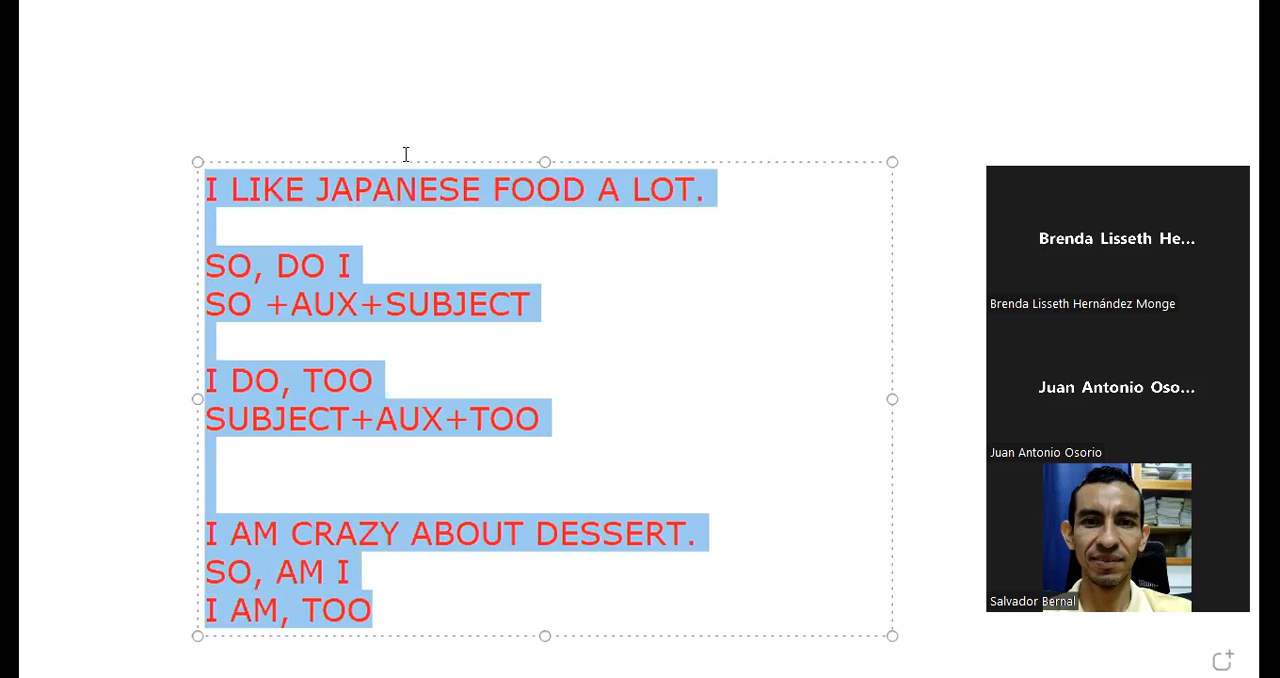 I LIKE JAPANESE FOOD A LOT.
SO, DO I
SO +AUX+SUBJECT
I DO, TOO
SUBJECT+AUX+TOO
I AM CRAZY ABOUT DESSERT.
SO, AM I
I AM, TOO
Brenda Lisseth He...
Brenda Lisseth Hernández Monge
Juan Antonio Oso...
Juan Antonio Osorio
Salvador Bernal